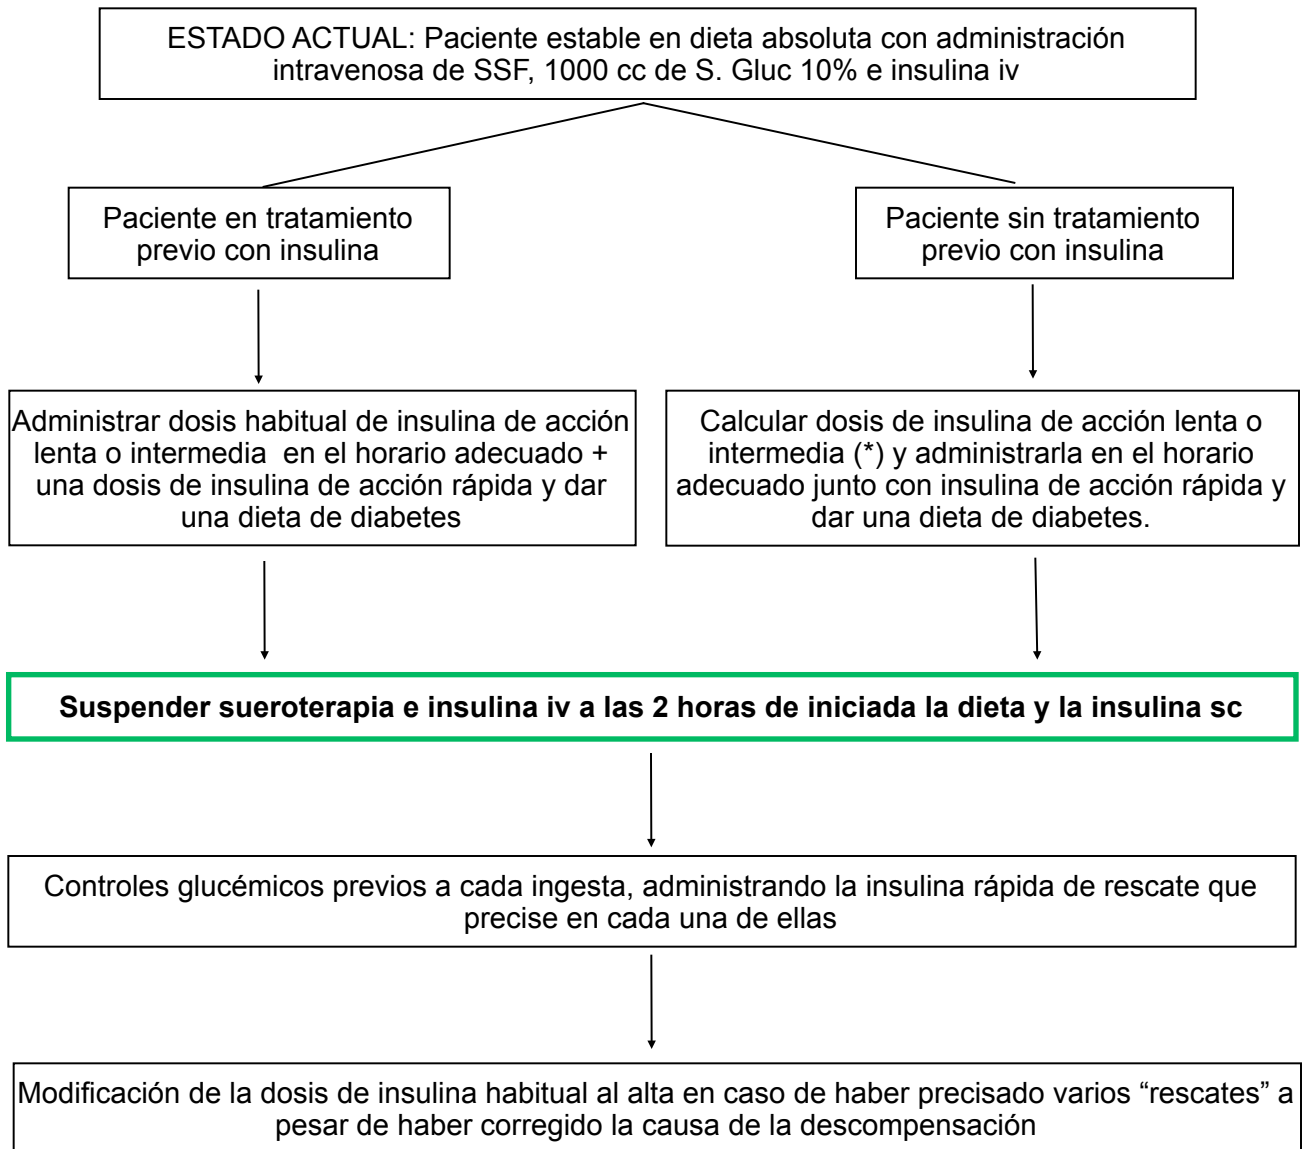 ESTADO ACTUAL: Paciente estable en dieta absoluta con administración
intravenosa de SSF, 1000 cc de S. Gluc 10% e insulina iv
Paciente en tratamiento
previo con insulina
Paciente sin tratamiento
previo con insulina
Administrar dosis habitual de insulina de acción
lenta o intermedia en el horario adecuado +
una dosis de insulina de acción rápida y dar
una dieta de diabetes
Calcular dosis de insulina de acción lenta o
intermedia (*) y administrarla en el horario
adecuado junto con insulina de acción rápida y
dar una dieta de diabetes.
Suspender sueroterapia e insulina iv a las 2 horas de iniciada la dieta y la insulina sc
Controles glucémicos previos a cada ingesta, administrando la insulina rápida de rescate que
precise en cada una de ellas
Modificación de la dosis de insulina habitual al alta en caso de haber precisado varios “rescates” a
pesar de haber corregido la causa de la descompensación